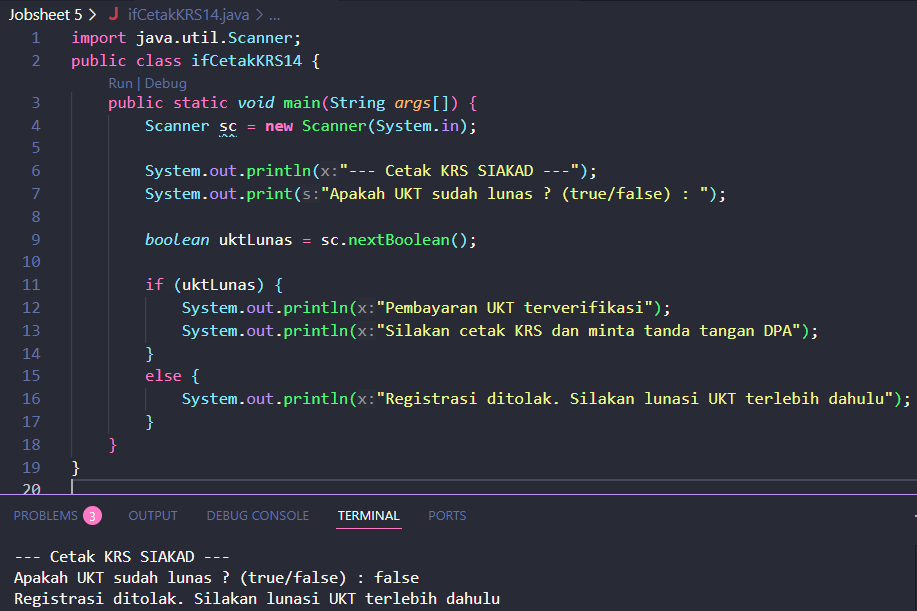 Jobsheet 5 > J ifCetakKRS14.java > ...
1 import java.util.Scanner;
2 public class ifCetakKRS14 {
Run | Debug
3 public static void main(String args[]) {
4 Scanner sc = new Scanner(System.in);
5
6 System.out.println(x:"--- Cetak KRS SIAKAD ---");
7 System.out.print(s:"Apakah UKT sudah lunas ? (true/false) : ");
8
9 boolean uktLunas = sc.nextBoolean();
10
11 if (uktLunas) {
12 System.out.println(x:"Pembayaran UKT terverifikasi");
13 System.out.println(x:"Silakan cetak KRS dan minta tanda tangan DPA");
14 }
15 else {
16 System.out.println(x:"Registrasi ditolak. Silakan lunasi UKT terlebih dahulu");
17 }
18 }
19 }
20
PROBLEMS 3 OUTPUT DEBUG CONSOLE TERMINAL PORTS
--- Cetak KRS SIAKAD ---
Apakah UKT sudah lunas ? (true/false) : false
Registrasi ditolak. Silakan lunasi UKT terlebih dahulu